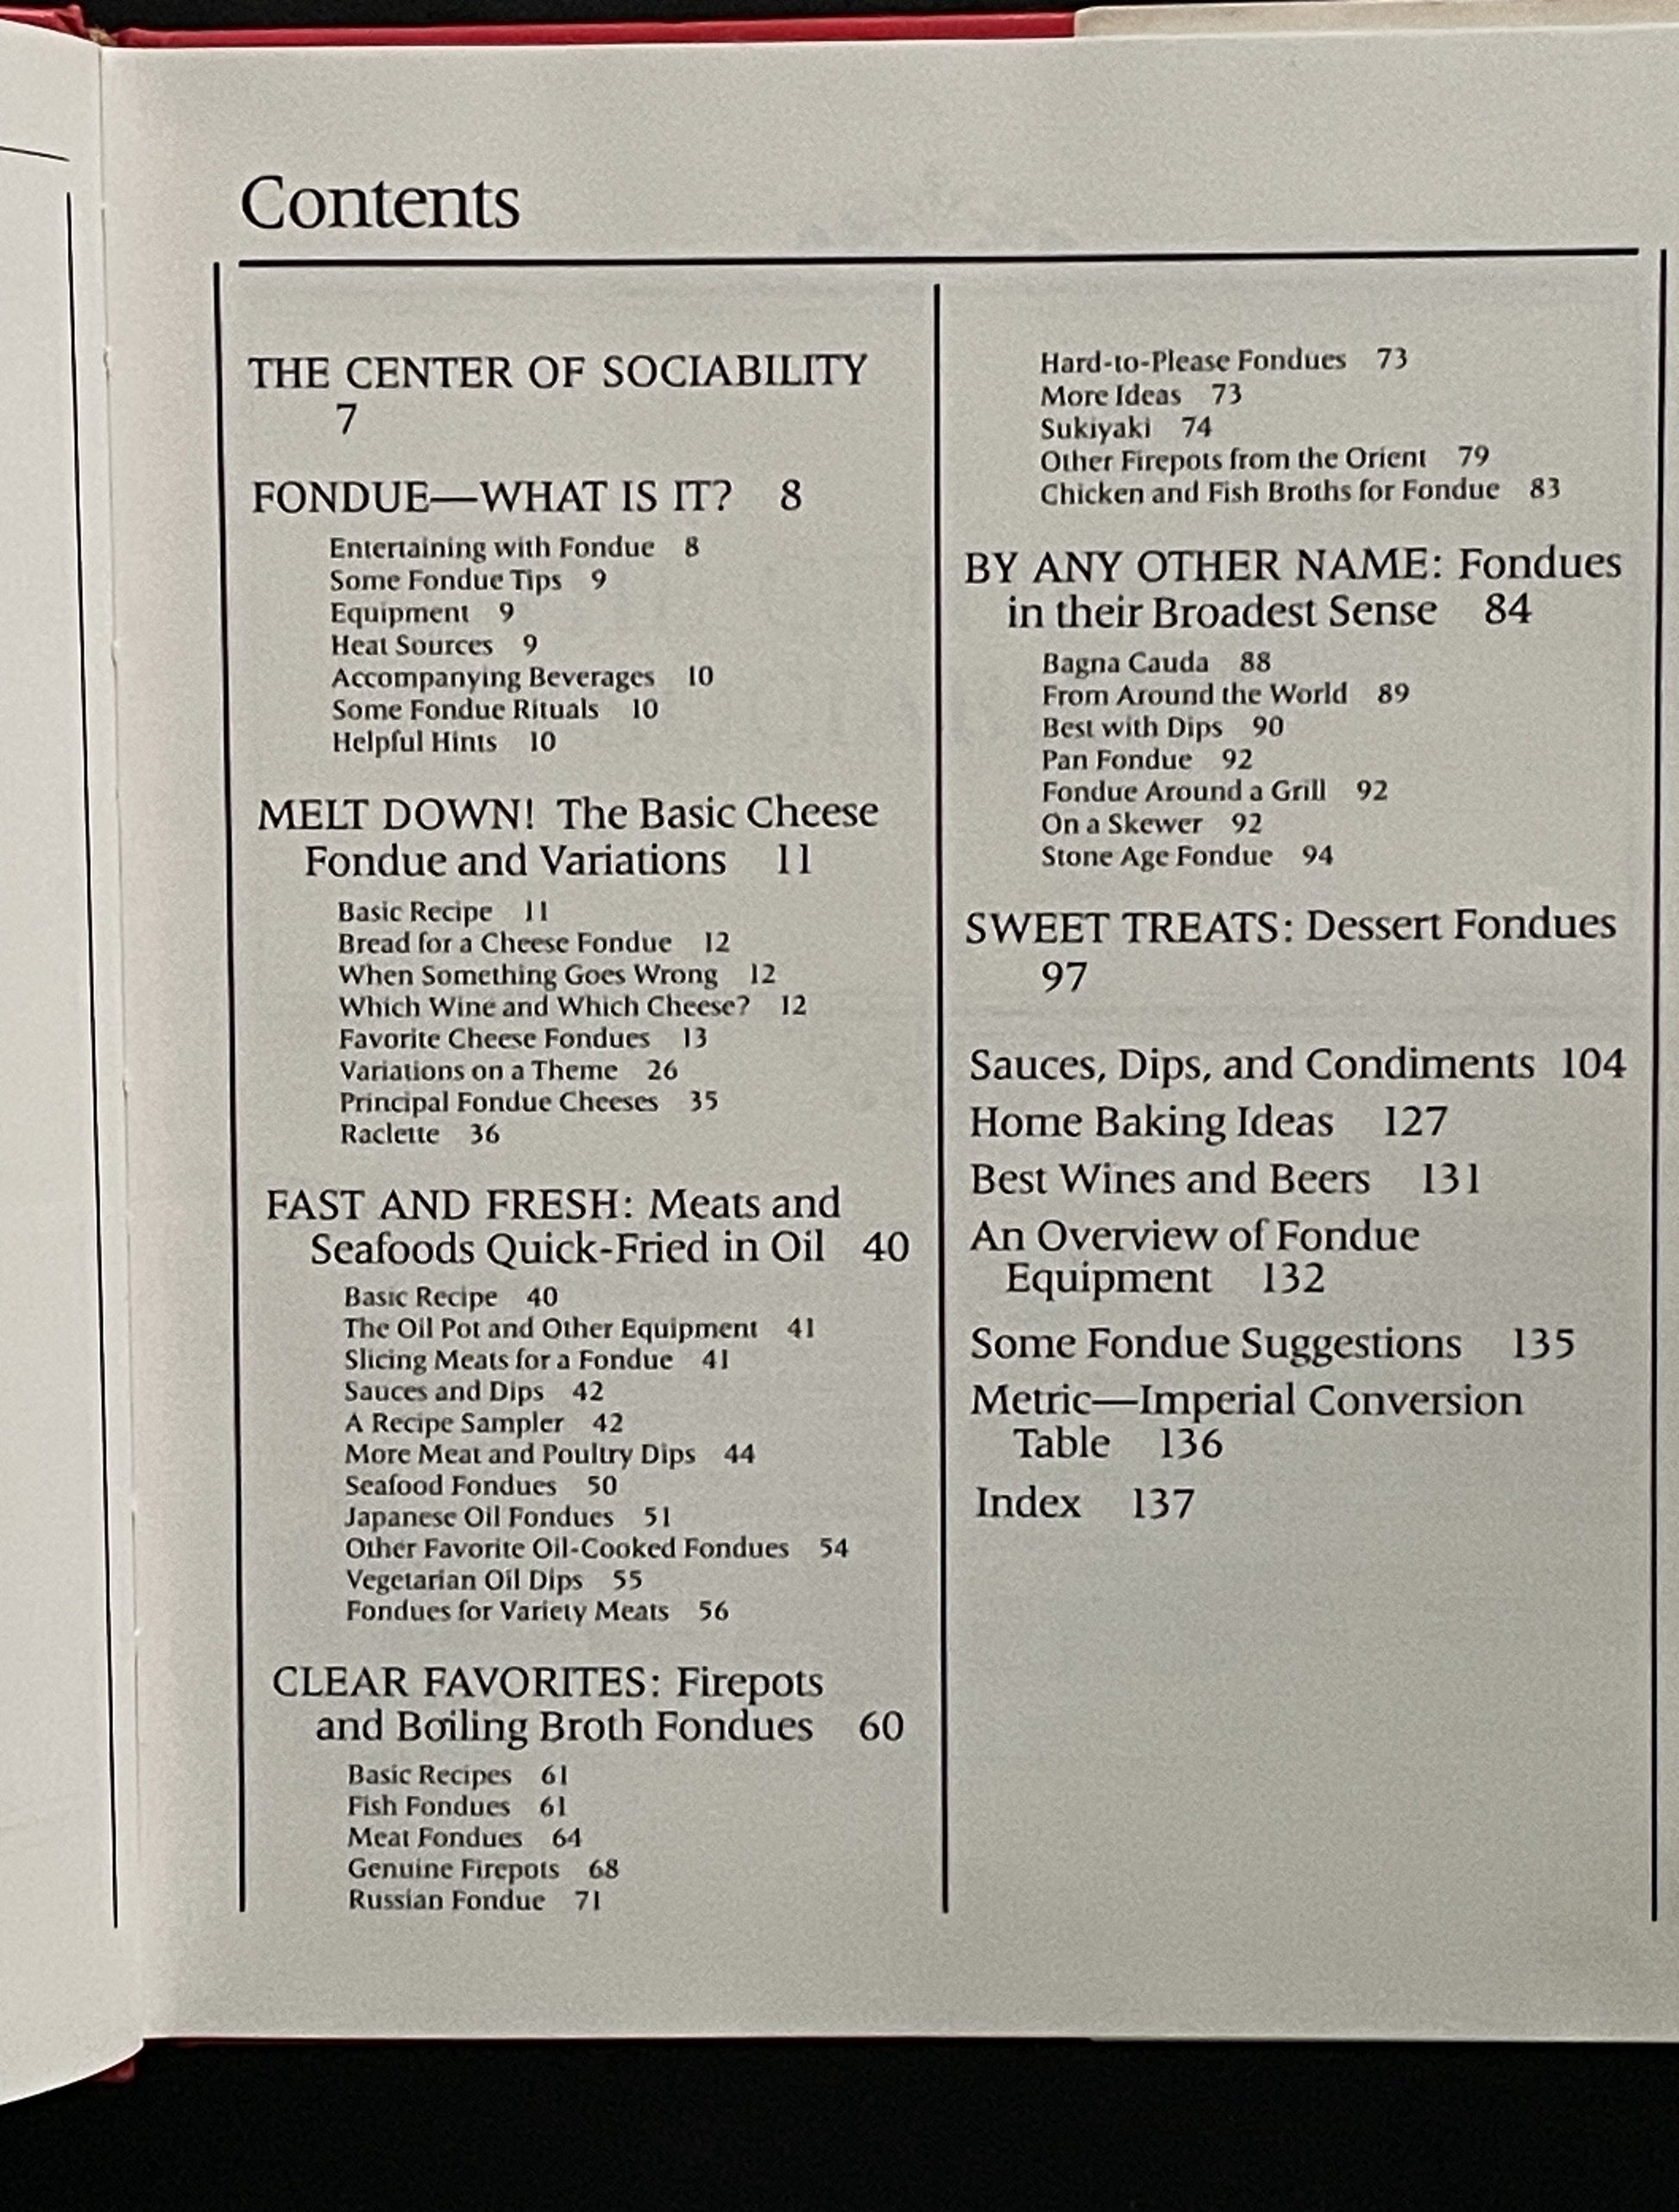 Contents
THE CENTER OF SOCIABILITY
7
FONDUE—WHAT IS IT? 8
Entertaining with Fondue 8
Some Fondue Tips 9
Equipment 9
Heat Sources 9
Accompanying Beverages 10
Some Fondue Rituals 10
Helpful Hints 10
MELT DOWN! The Basic Cheese
Fondue and Variations 11
Basic Recipe 11
Bread for a Cheese Fondue 12
When Something Goes Wrong 12
Which Wine and Which Cheese? 12
Favorite Cheese Fondues 13
Variations on a Theme 26
Principal Fondue Cheeses 35
Raclette 36
FAST AND FRESH: Meats and
Seafoods Quick-Fried in Oil 40
Basic Recipe 40
The Oil Pot and Other Equipment 41
Slicing Meats for a Fondue 41
Sauces and Dips 42
A Recipe Sampler 42
More Meat and Poultry Dips 44
Seafood Fondues 50
Japanese Oil Fondues 51
Other Favorite Oil-Cooked Fondues 54
Vegetarian Oil Dips 55
Fondues for Variety Meats 56
CLEAR FAVORITES: Firepots
and Boiling Broth Fondues 60
Basic Recipes 61
Fish Fondues 61
Meat Fondues 64
Genuine Firepots 68
Russian Fondue 71
Hard-to-Please Fondues 73
More Ideas 73
Sukiyaki 74
Other Firepots from the Orient 79
Chicken and Fish Broths for Fondue 83
BY ANY OTHER NAME: Fondues
in their Broadest Sense 84
Bagna Cauda 88
From Around the World 89
Best with Dips 90
Pan Fondue 92
Fondue Around a Grill 92
On a Skewer 92
Stone Age Fondue 94
SWEET TREATS: Dessert Fondues
97
Sauces, Dips, and Condiments 104
Home Baking Ideas 127
Best Wines and Beers 131
An Overview of Fondue
Equipment 132
Some Fondue Suggestions 135
Metric—Imperial Conversion
Table 136
Index 137